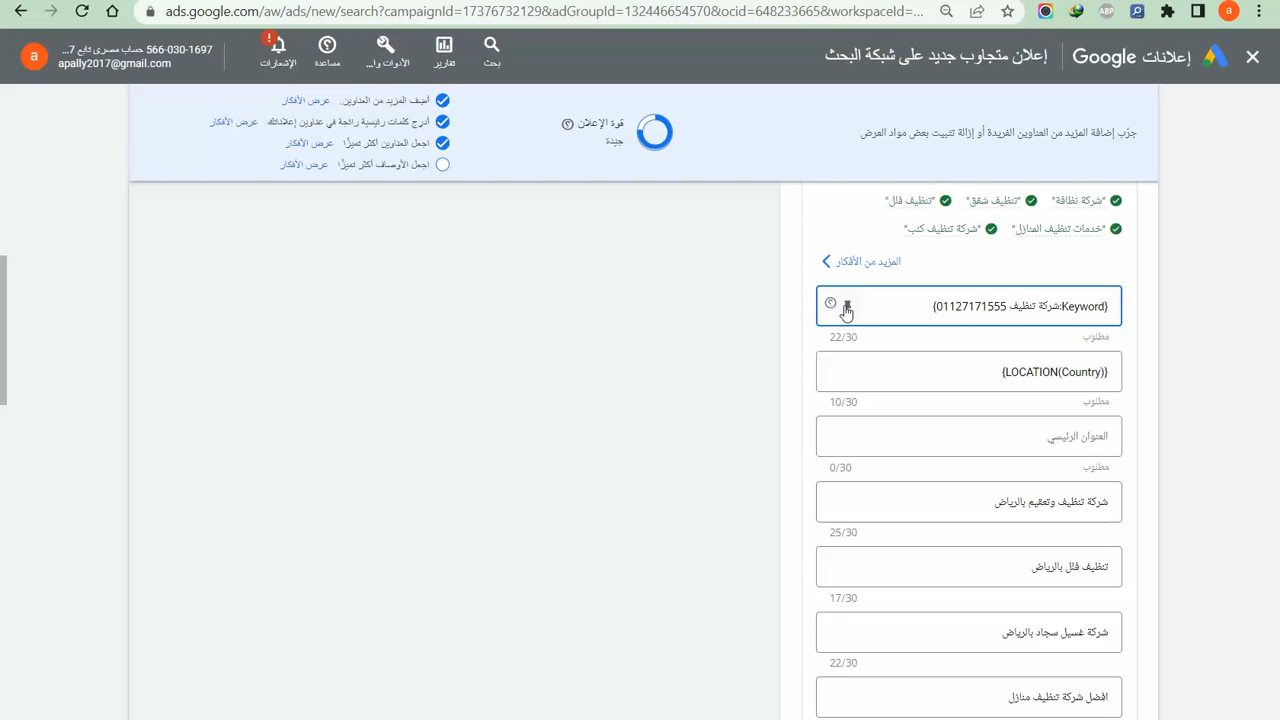 ads.google.com/aw/ads/new/search?campaignId=17376732129&adGroupId=132446654570&ocid=648233665&workspaceId=...
إعلانات Google
إعلان متجاوب جديد على شبكة البحث
بحث
تقارير
الأدوات وا...
مساعدة
الإشعارات
566-030-1697 حساب مصرى تابع 7...
apally2017@gmail.com
a
a
ABP
جرّب إضافة المزيد من العناوين الفريدة أو إزالة تثبيت بعض مواد العرض
قوة الإعلان
جيّدة
أضِف المزيد من العناوين. عرض الأفكار
أدرِج كلمات رئيسية رائجة في عناوين إعلاناتك عرض الأفكار
اجعل العناوين أكثر تميزًا عرض الأفكار
اجعل الأوصاف أكثر تميزًا عرض الأفكار
"شركة نظافة" "تنظيف شقق" "تنظيف فلل"
"خدمات تنظيف المنازل" "شركة تنظيف كنب"
المزيد من الأفكار
{Keyword:شركة تنظيف 01127171555}
مطلوب 22/30
{LOCATION(Country)}
مطلوب 10/30
العنوان الرئيسي
مطلوب 0/30
شركة تنظيف وتعقيم بالرياض
25/30
تنظيف فلل بالرياض
17/30
شركة غسيل سجاد بالرياض
22/30
افضل شركة تنظيف منازل